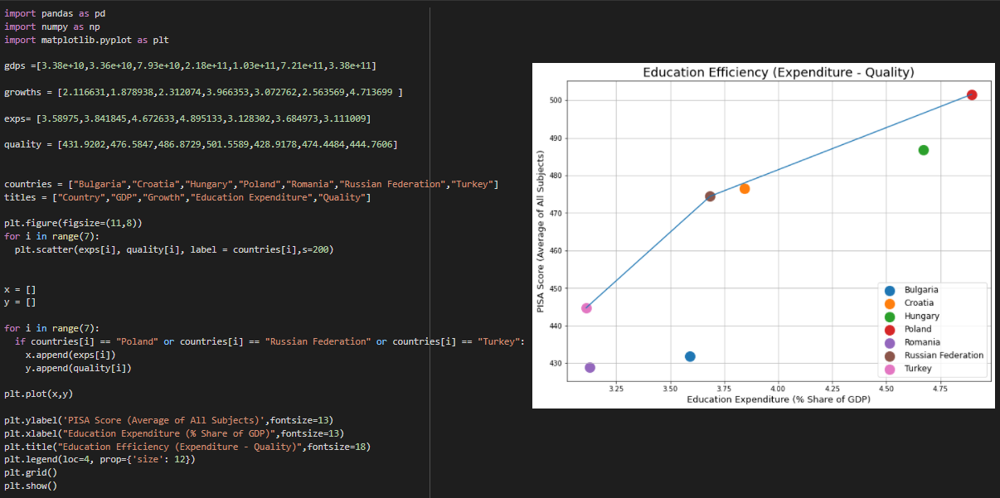 import pandas as pd
import numpy as np
import matplotlib.pyplot as plt
gdps =[3.38e+10,3.36e+10,7.93e+10,2.18e+11,1.03e+11,7.21e+11,3.38e+11]
growths = [2.116631,1.878938,2.312074,3.966353,3.072762,2.563569,4.713699 ]
exps= [3.58975,3.841845,4.672633,4.895133,3.128302,3.684973,3.111009]
quality = [431.9202,476.5847,486.8729,501.5589,428.9178,474.4484,444.7606]
countries = ["Bulgaria","Croatia","Hungary","Poland","Romania","Russian Federation","Turkey"]
titles = ["Country","GDP","Growth","Education Expenditure","Quality"]
plt.figure(figsize=(11,8))
for i in range(7):
  plt.scatter(exps[i], quality[i], label = countries[i],s=200)
x = []
y = []
for i in range(7):
  if countries[i] == "Poland" or countries[i] == "Russian Federation" or countries[i] == "Turkey":
    x.append(exps[i])
    y.append(quality[i])
plt.plot(x,y)
plt.ylabel('PISA Score (Average of All Subjects)',fontsize=13)
plt.xlabel("Education Expenditure (% Share of GDP)",fontsize=13)
plt.title("Education Efficiency (Expenditure - Quality)",fontsize=18)
plt.legend(loc=4, prop={'size': 12})
plt.grid()
plt.show()
Education Efficiency (Expenditure - Quality)
PISA Score (Average of All Subjects)
500
490
480
470
460
450
440
430
Bulgaria
Croatia
Hungary
Poland
Romania
Russian Federation
Turkey
3.25 3.50 3.75 4.00 4.25 4.50 4.75
Education Expenditure (% Share of GDP)